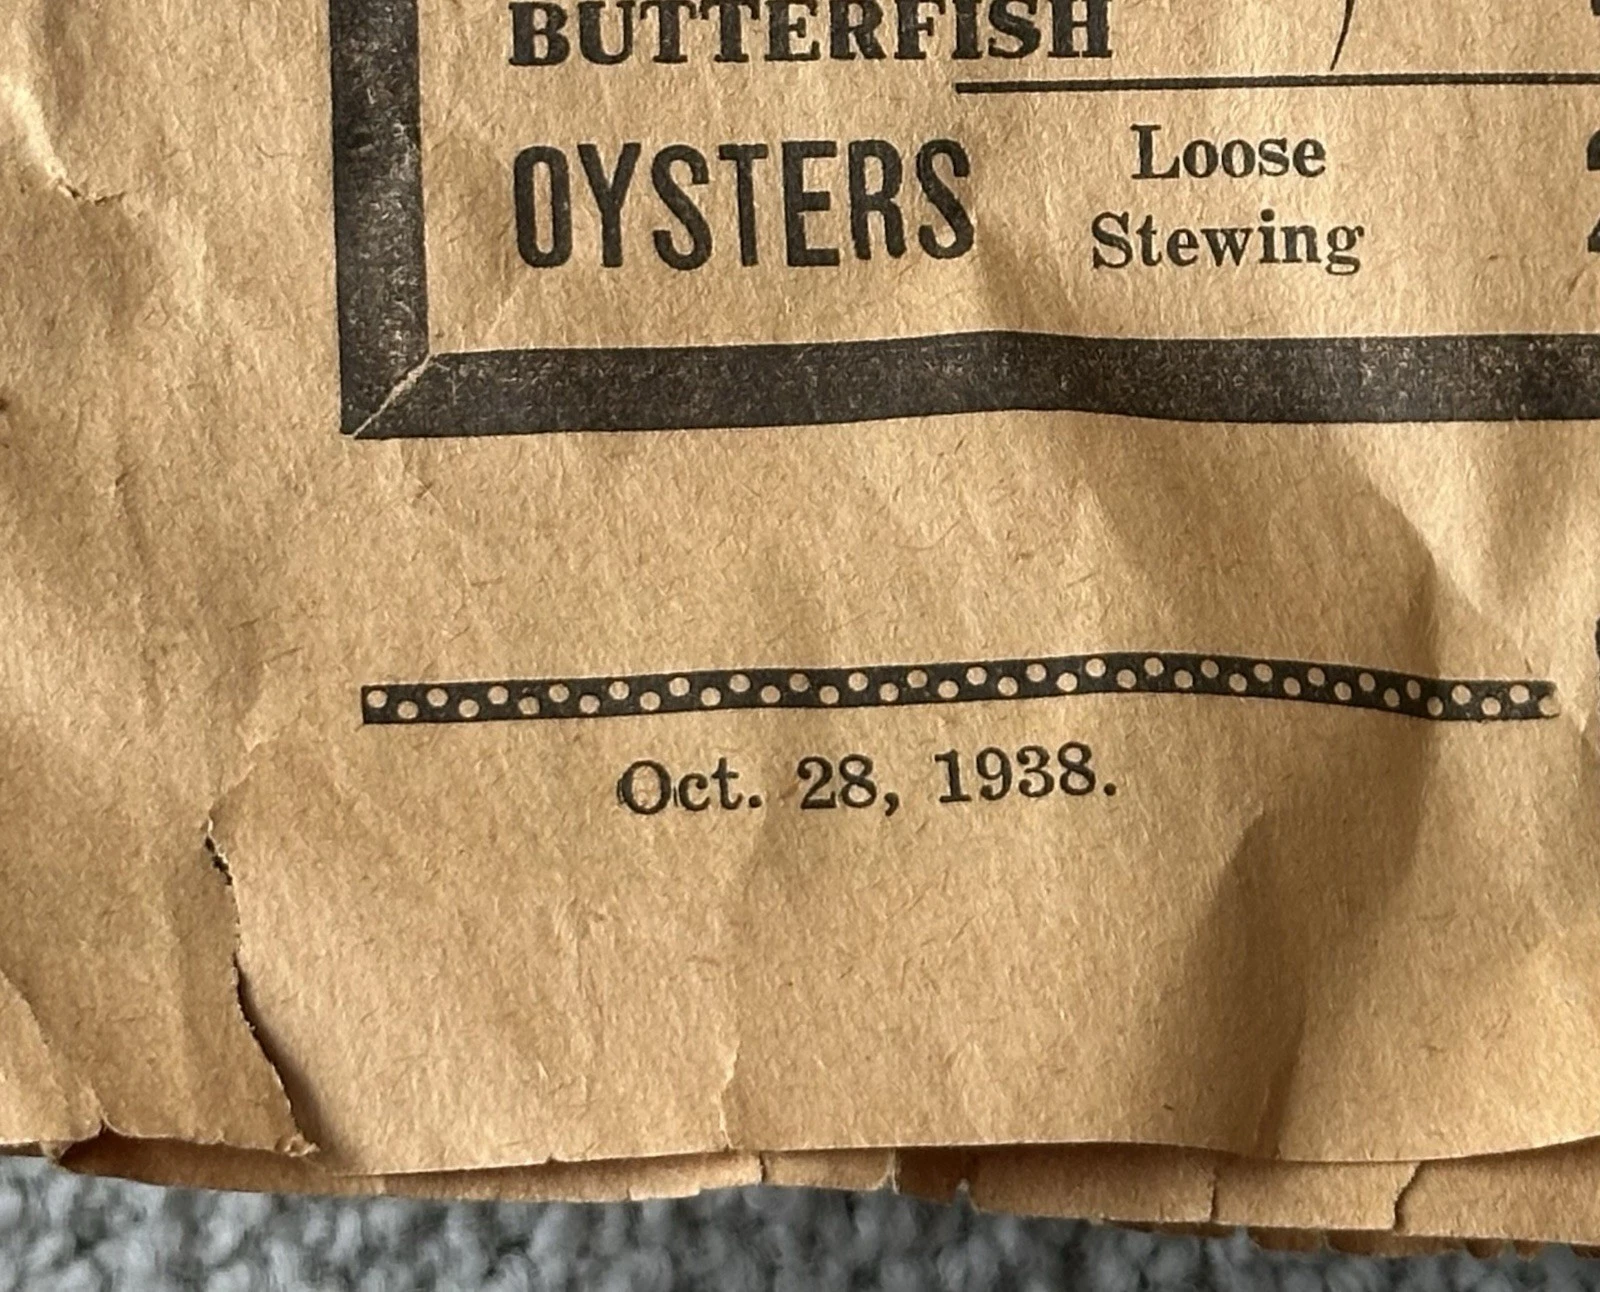 BUTTERFISH
OYSTERS Loose
Stewing
Oct. 28, 1938.